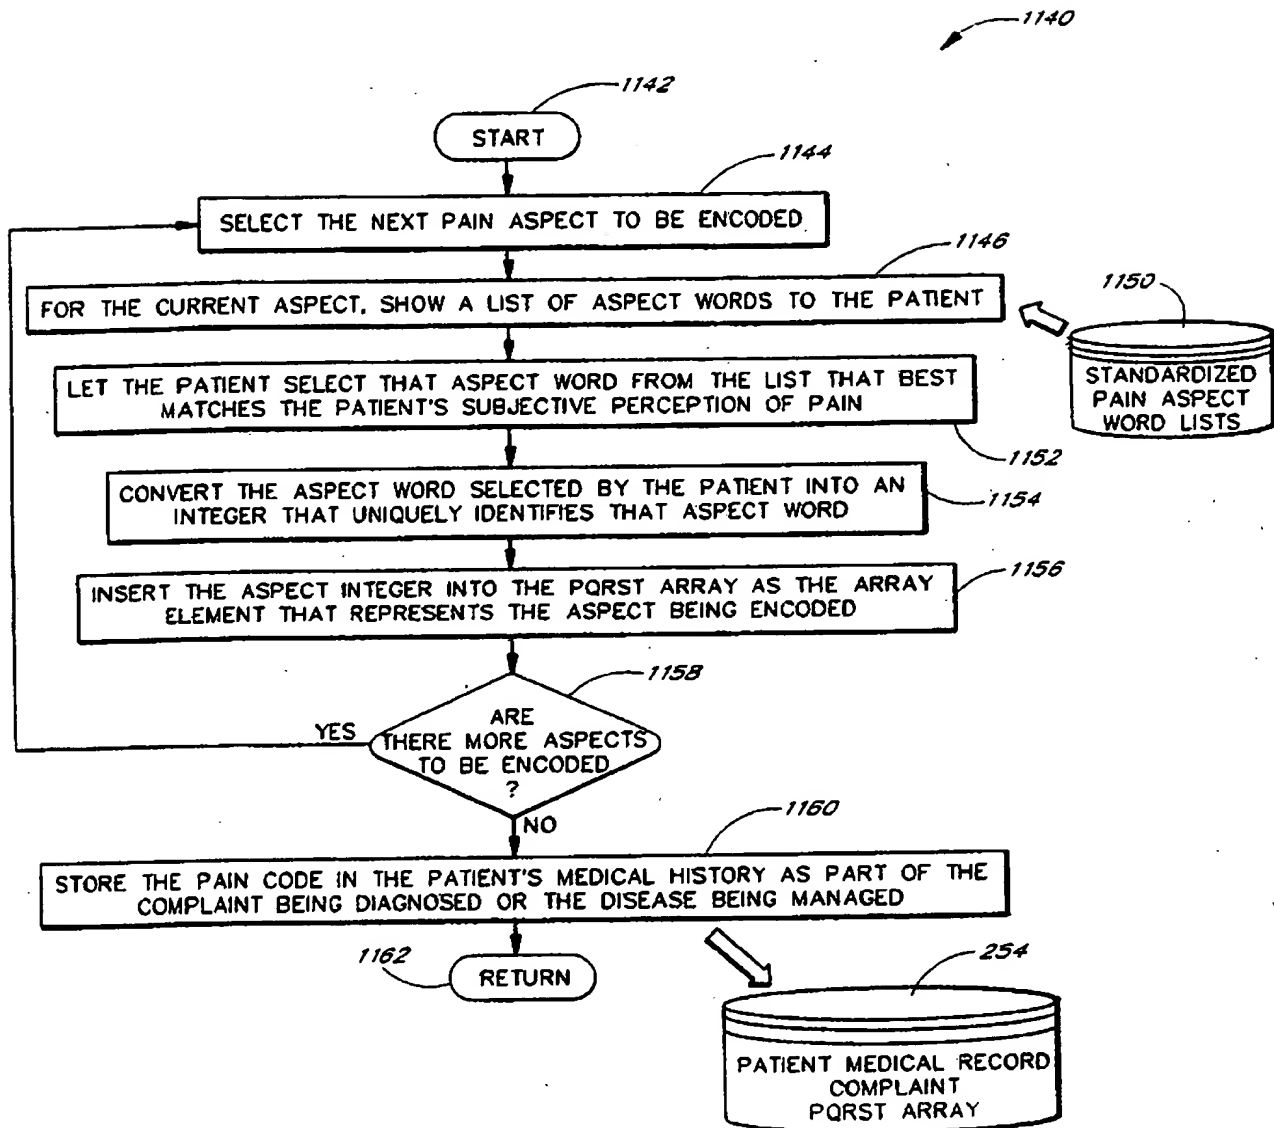 1140
1142
START
1144
SELECT THE NEXT PAIN ASPECT TO BE ENCODED
1146
FOR THE CURRENT ASPECT, SHOW A LIST OF ASPECT WORDS TO THE PATIENT
1150
STANDARDIZED
PAIN ASPECT
WORD LISTS
LET THE PATIENT SELECT THAT ASPECT WORD FROM THE LIST THAT BEST
MATCHES THE PATIENT'S SUBJECTIVE PERCEPTION OF PAIN
1152
CONVERT THE ASPECT WORD SELECTED BY THE PATIENT INTO AN
INTEGER THAT UNIQUELY IDENTIFIES THAT ASPECT WORD
1154
INSERT THE ASPECT INTEGER INTO THE PQRST ARRAY AS THE ARRAY
ELEMENT THAT REPRESENTS THE ASPECT BEING ENCODED
1156
1158
YES
ARE
THERE MORE ASPECTS
TO BE ENCODED
?
NO
1160
STORE THE PAIN CODE IN THE PATIENT'S MEDICAL HISTORY AS PART OF THE
COMPLAINT BEING DIAGNOSED OR THE DISEASE BEING MANAGED
1162
RETURN
254
PATIENT MEDICAL RECORD
COMPLAINT
PQRST ARRAY